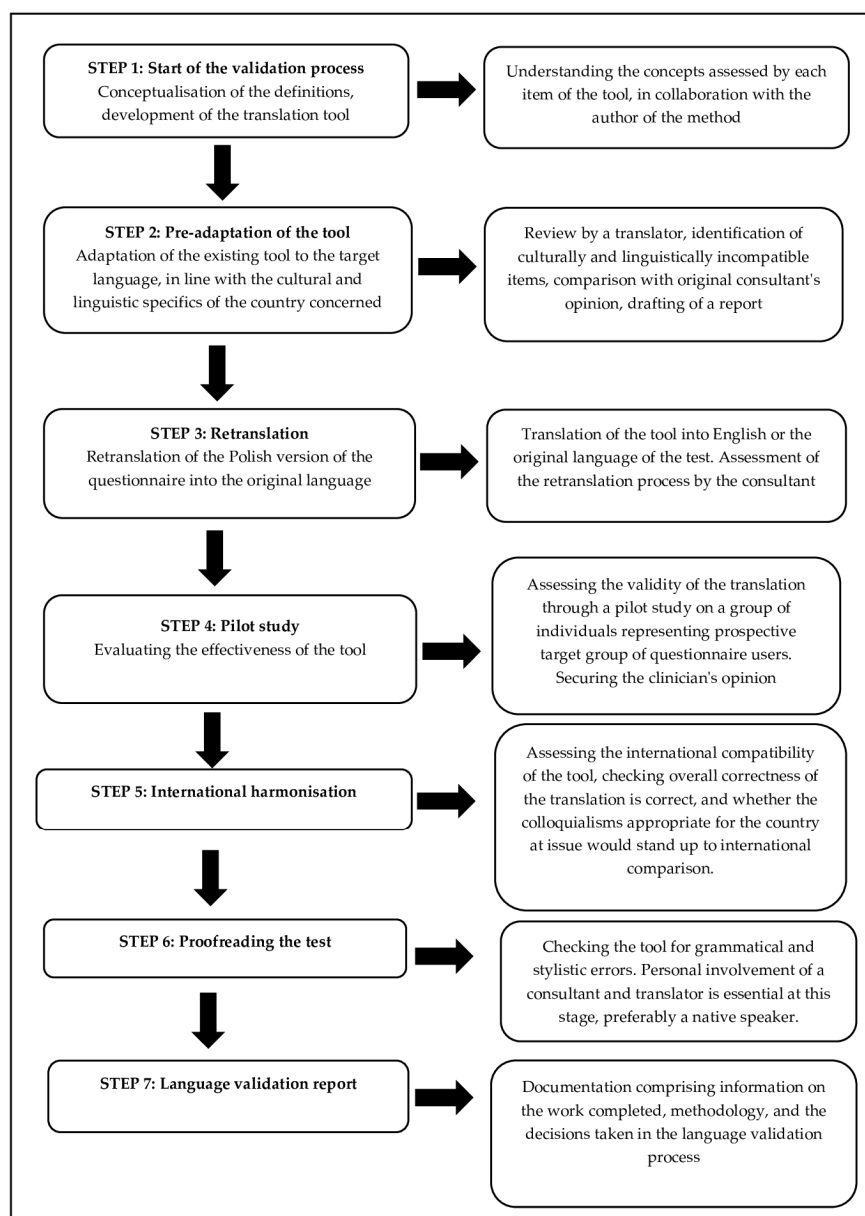 STEP 1: Start of the validation process
Conceptualisation of the definitions,
development of the translation tool
Understanding the concepts assessed by each
item of the tool, in collaboration with the
author of the method
STEP 2: Pre-adaptation of the tool
Adaptation of the existing tool to the target
language, in line with the cultural and
linguistic specifics of the country concerned
Review by a translator, identification of
culturally and linguistically incompatible
items, comparison with original consultant's
opinion, drafting of a report
STEP 3: Retranslation
Retranslation of the Polish version of the
questionnaire into the original language
Translation of the tool into English or the
original language of the test. Assessment of
the retranslation process by the consultant
STEP 4: Pilot study
Evaluating the effectiveness of the tool
Assessing the validity of the translation
through a pilot study on a group of
individuals representing prospective
target group of questionnaire users.
Securing the clinician's opinion
STEP 5: International harmonisation
Assessing the international compatibility
of the tool, checking overall correctness of
the translation is correct, and whether the
colloquialisms appropriate for the country
at issue would stand up to international
comparison.
STEP 6: Proofreading the test
Checking the tool for grammatical and
stylistic errors. Personal involvement of a
consultant and translator is essential at this
stage, preferably a native speaker.
STEP 7: Language validation report
Documentation comprising information on
the work completed, methodology, and the
decisions taken in the language validation
process